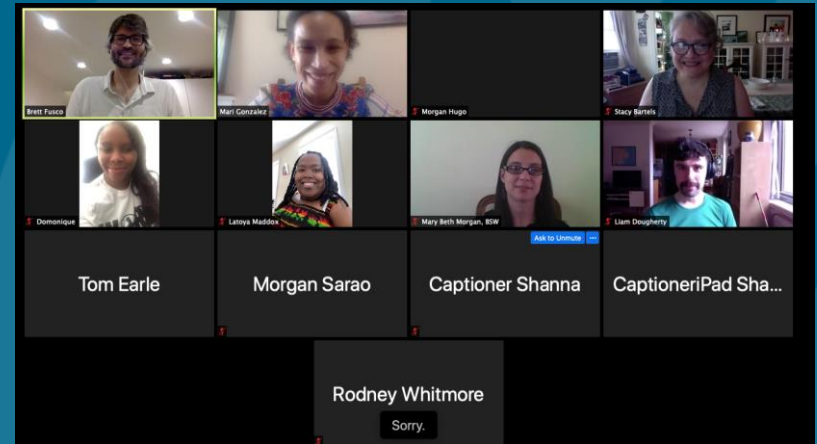 Brett Fusco
Mari Gonzalez
Morgan Hugo
Stacy Bartels
Domonique
Latoya Maddox
Mary Beth Morgan, BSW
Liam Dougherty
Ask to Unmute
Tom Earle
Morgan Sarao
Captioner Shanna
CaptioneriPad Sha...
Rodney Whitmore
Sorry.